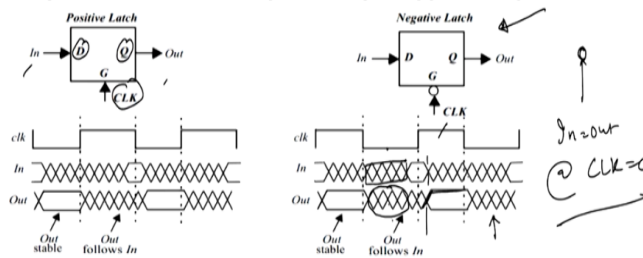 Positive Latch
In D Q Out
G
CLK
clk
In
Out
Out stable
Out follows In
Negative Latch
In D Q Out
G
CLK
clk
In
Out
Out stable
Out follows In
In=out
@ CLK=0